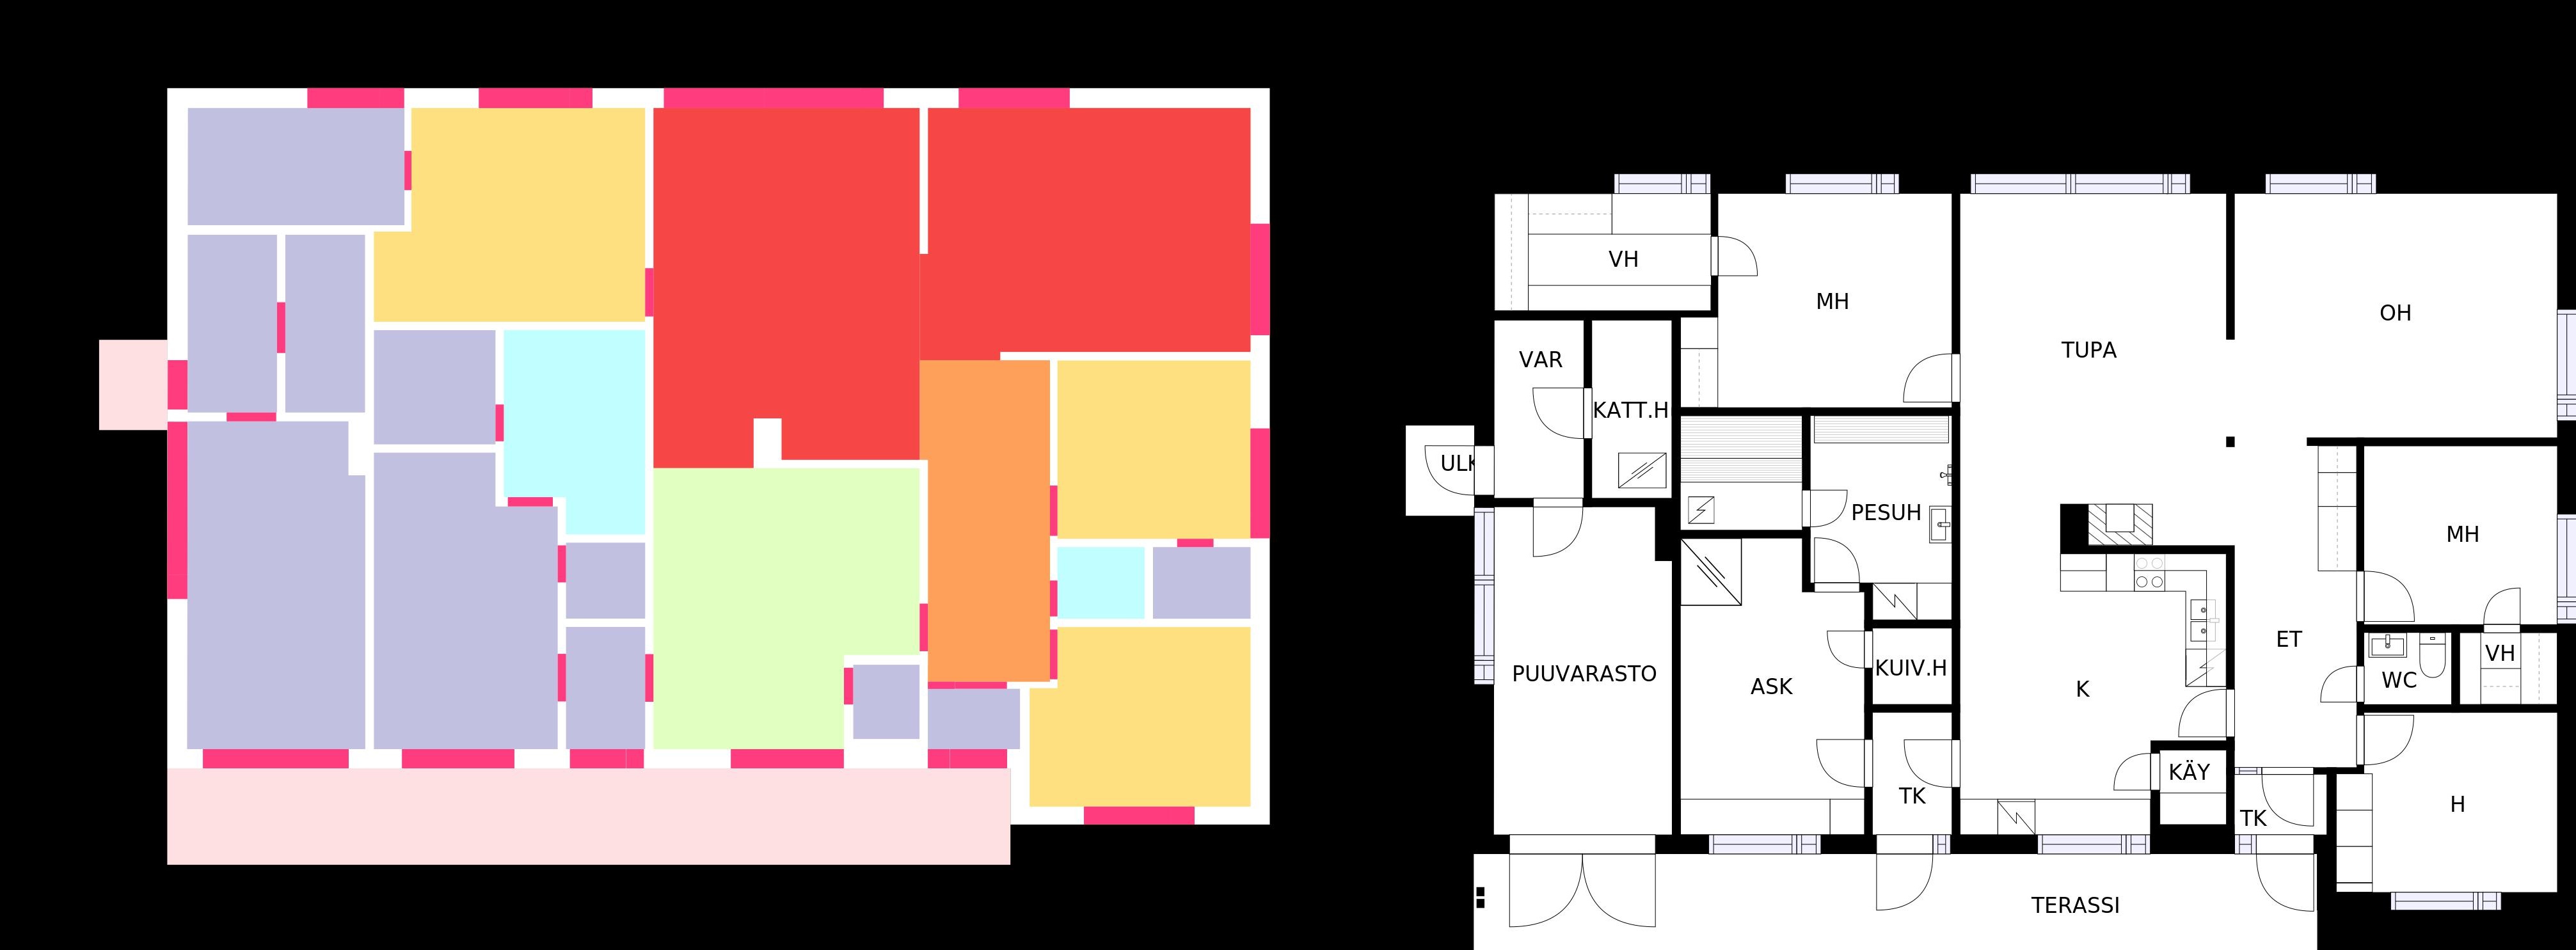 VH
MH
OH
TUPA
VAR
KATT.H
ULK
PESUH
MH
ET
KUIV.H
VH
PUUVARASTO
WC
ASK
K
KÄY
TK
H
TK
TERASSI